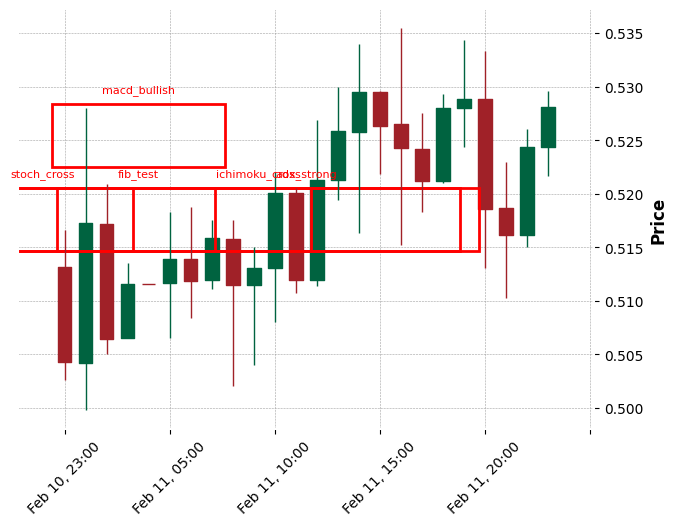 macd_bullish
stoch_cross
fib_test
ichimoku_cross
adx_strong
0.535
0.530
0.525
0.520
0.515
0.510
0.505
0.500
Price
Feb 10, 23:00
Feb 11, 05:00
Feb 11, 10:00
Feb 11, 15:00
Feb 11, 20:00